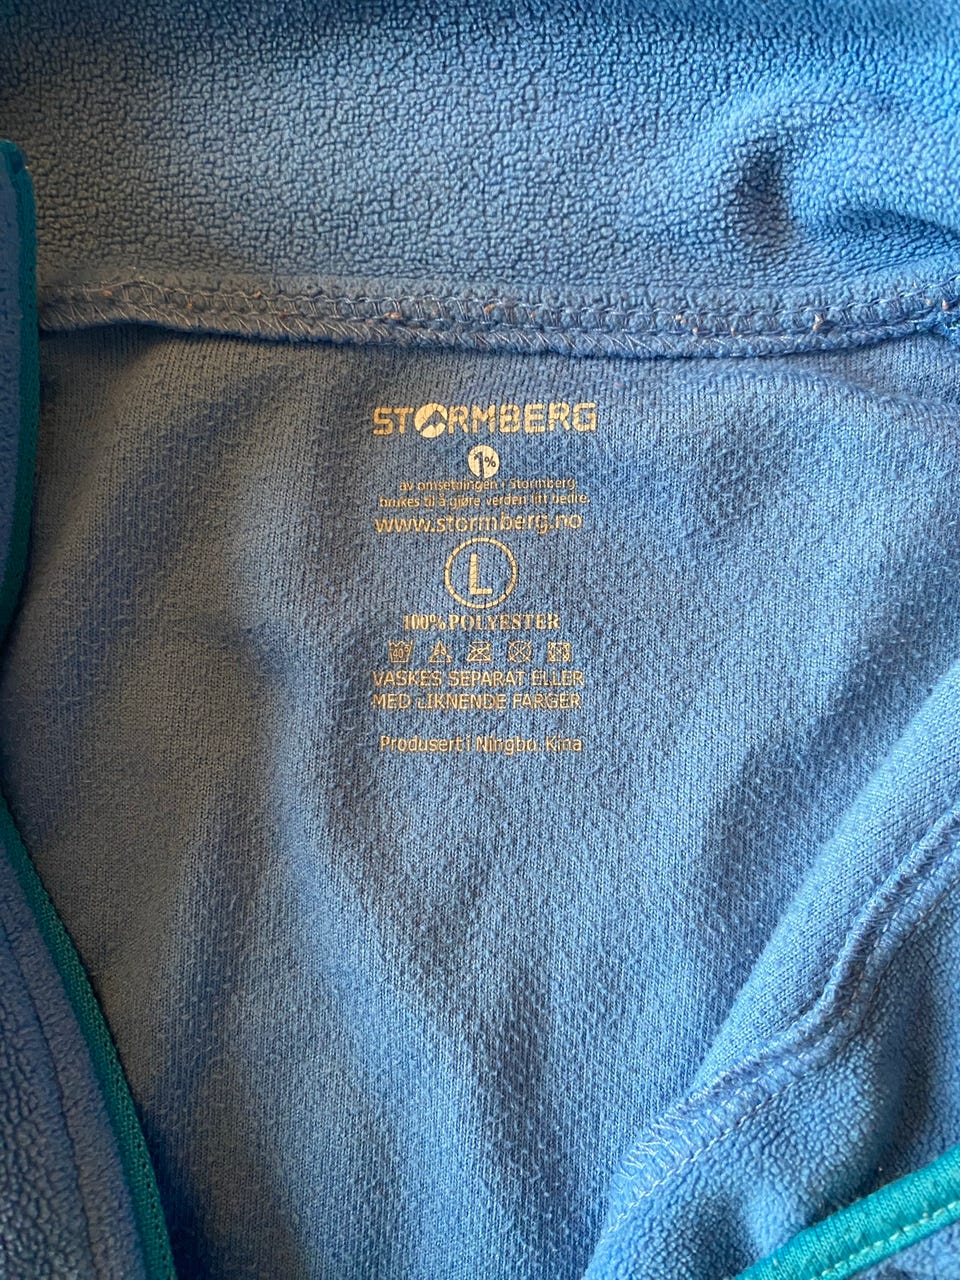 STORMBERG
1%
av omsetningen i Stormberg
brukes til å gjøre verden litt bedre.
www.stormberg.no
L
100% POLYESTER
40°
VASKES SEPARAT ELLER
MED LIKNENDE FARGER
Produsert i Ningbo, Kina